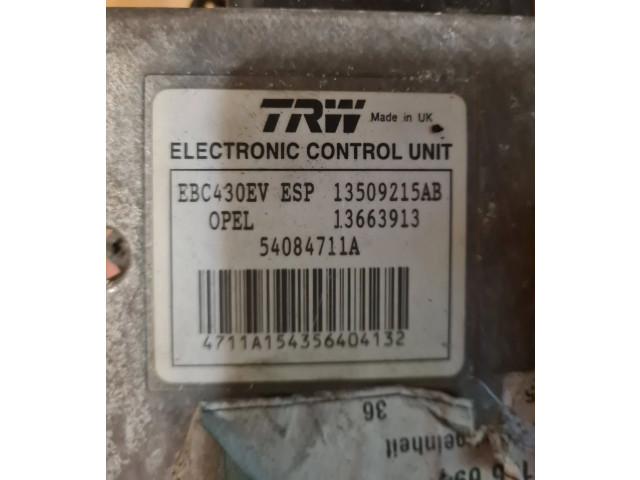 TRW Made in UK
ELECTRONIC CONTROL UNIT
EBC430EV ESP 13509215AB
OPEL 13663913
54084711A
4711A154356404132
36